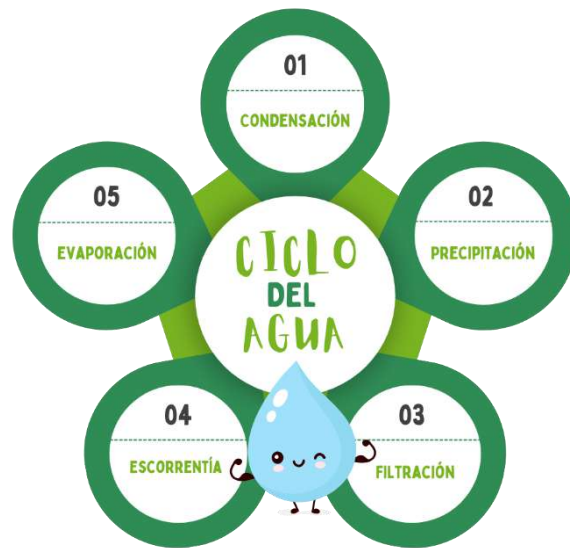 01
CONDENSACIÓN
02
PRECIPITACIÓN
03
FILTRACIÓN
04
ESCORRENTÍA
05
EVAPORACIÓN
CICLO
DEL
AGUA